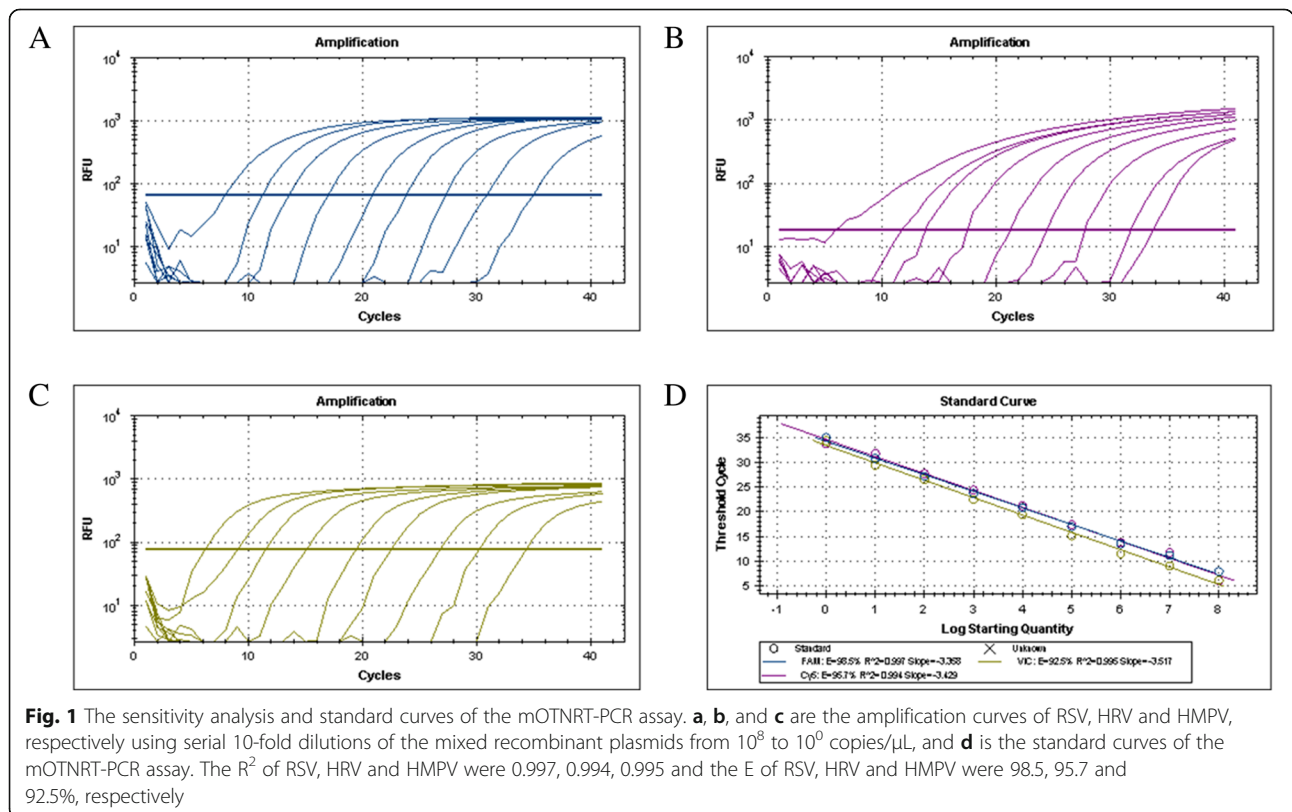 A
Amplification
10^4
10^3
10^2
10^1
RFU
0
10
20
30
40
Cycles
B
Amplification
10^4
10^3
10^2
10^1
RFU
0
10
20
30
40
Cycles
C
Amplification
10^4
10^3
10^2
10^1
RFU
0
10
20
30
40
Cycles
D
Standard Curve
35
30
25
20
15
10
5
Threshold Cycle
-1 0 1 2 3 4 5 6 7 8
Log Starting Quantity
Standard Unknown
FAM: E=98.5% R^2=0.997 Slope=-3.358 VIC: E=92.5% R^2=0.995 Slope=-3.517
Cy5: E=95.7% R^2=0.994 Slope=-3.429
Fig. 1 The sensitivity analysis and standard curves of the mOTNRT-PCR assay. a, b, and c are the amplification curves of RSV, HRV and HMPV,
respectively using serial 10-fold dilutions of the mixed recombinant plasmids from 10^8 to 10^0 copies/μL, and d is the standard curves of the
mOTNRT-PCR assay. The R^2 of RSV, HRV and HMPV were 0.997, 0.994, 0.995 and the E of RSV, HRV and HMPV were 98.5, 95.7 and
92.5%, respectively